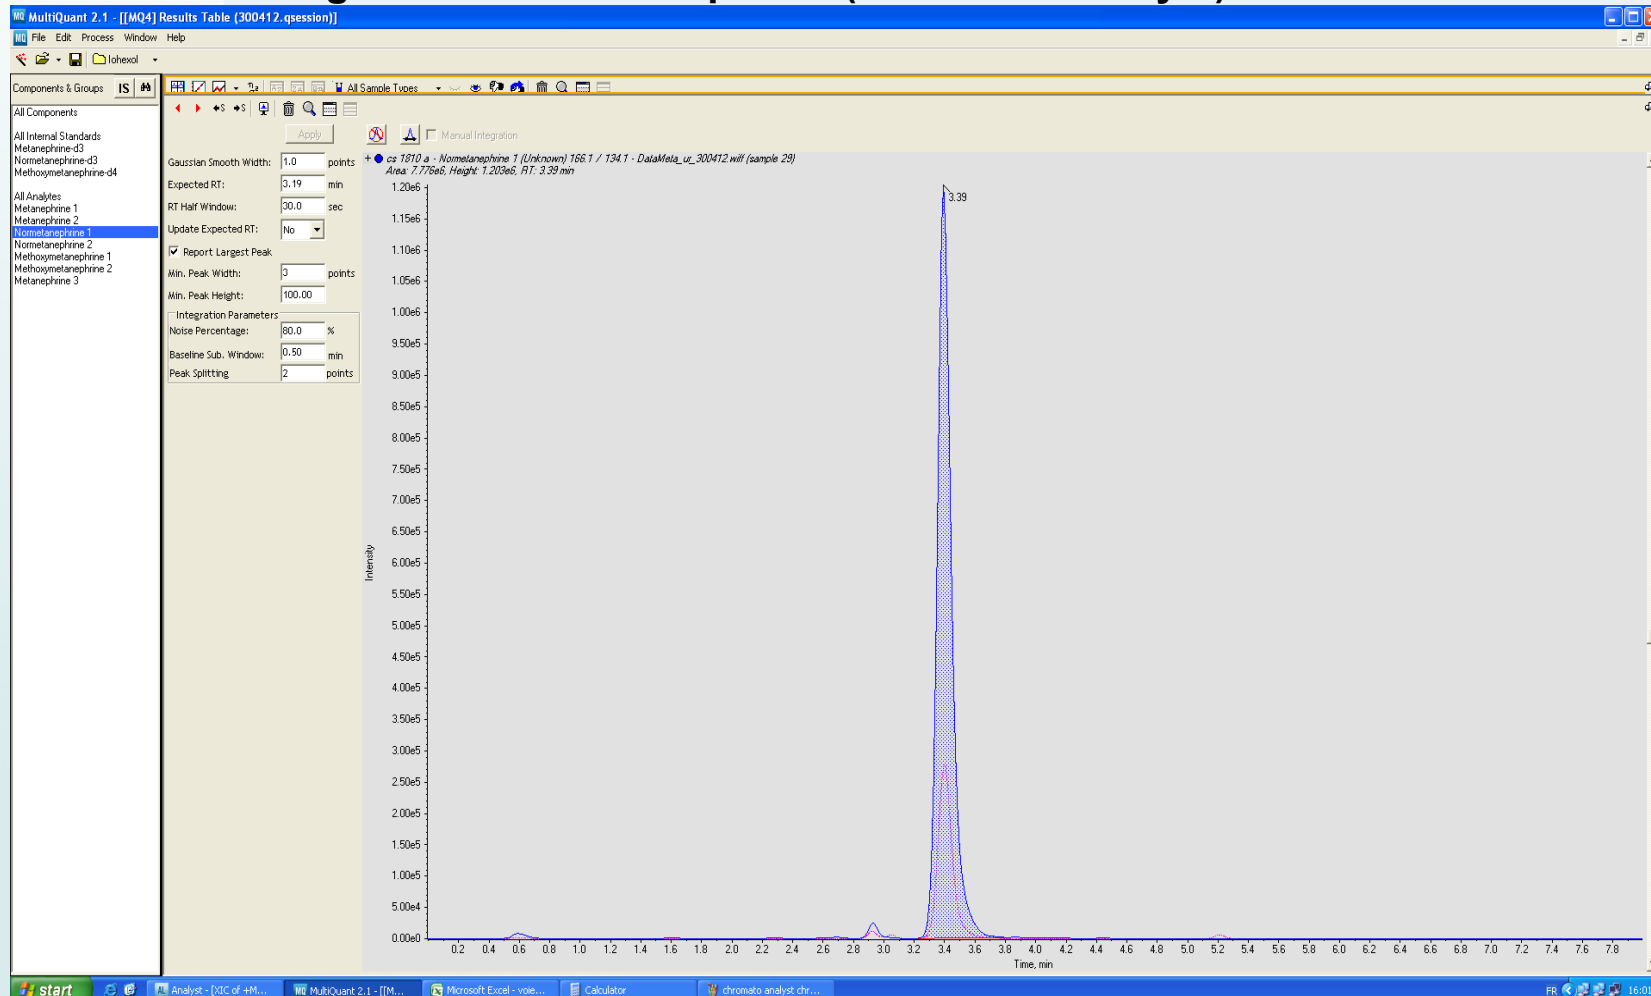 MultiQuant 2.1 - [[MQ4] Results Table (300412.qsession)]
File Edit Process Window Help
Iohexol
Components & Groups IS
All Components
All Internal Standards
Metanephrine-d3
Normetanephrine-d3
Methoxymetanephrine-d4
All Analytes
Metanephrine 1
Metanephrine 2
Normetanephrine 1
Normetanephrine 2
Methoxymetanephrine 1
Methoxymetanephrine 2
Metanephrine 3
All Sample Types
Apply
Manual Integration
Gaussian Smooth Width: 1.0 points
Expected RT: 3.19 min
RT Half Window: 30.0 sec
Update Expected RT: No
Report Largest Peak
Min. Peak Width: 3 points
Min. Peak Height: 100.00
Integration Parameters
Noise Percentage: 80.0 %
Baseline Sub. Window: 0.50 min
Peak Splitting 2 points
cs 1810 a - Normetanephrine 1 (Unknown) 166.1 / 134.1 - DataMeta_ur_300412.wiff (sample 29)
Area: 7.776e6, Height: 1.203e6, RT: 3.39 min
3.39
1.20e6
1.15e6
1.10e6
1.05e6
1.00e6
9.50e5
9.00e5
8.50e5
8.00e5
7.50e5
7.00e5
6.50e5
6.00e5
5.50e5
5.00e5
4.50e5
4.00e5
3.50e5
3.00e5
2.50e5
2.00e5
1.50e5
1.00e5
5.00e4
0.00e0
Intensity
0.2 0.4 0.6 0.8 1.0 1.2 1.4 1.6 1.8 2.0 2.2 2.4 2.6 2.8 3.0 3.2 3.4 3.6 3.8 4.0 4.2 4.4 4.6 4.8 5.0 5.2 5.4 5.6 5.8 6.0 6.2 6.4 6.6 6.8 7.0 7.2 7.4 7.6 7.8
Time, min
start Analyst - [XIC of +M... MultiQuant 2.1 - [[M... Microsoft Excel - voie... Calculator chromato analyst chr... FR 16:01